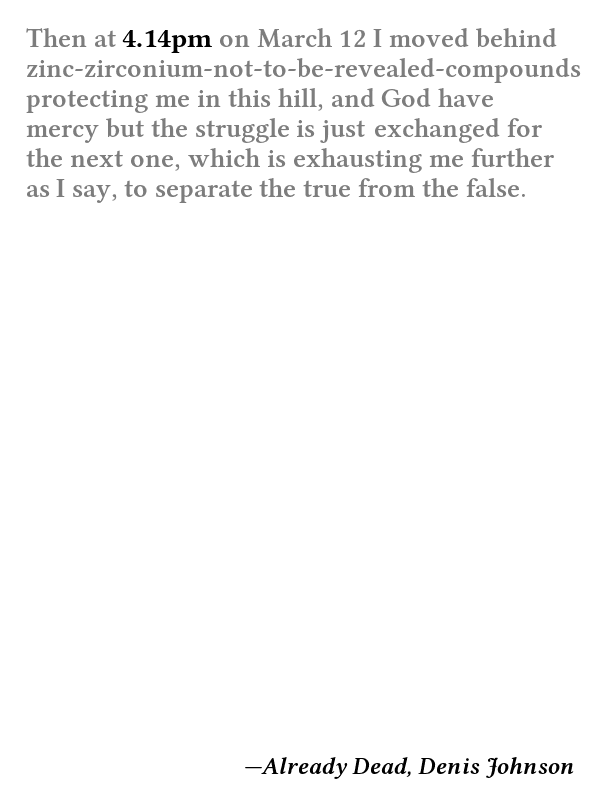 Then at 4.14pm on March 12 I moved behind
zinc-zirconium-not-to-be-revealed-compounds
protecting me in this hill, and God have
mercy but the struggle is just exchanged for
the next one, which is exhausting me further
as I say, to separate the true from the false.
—Already Dead, Denis Johnson